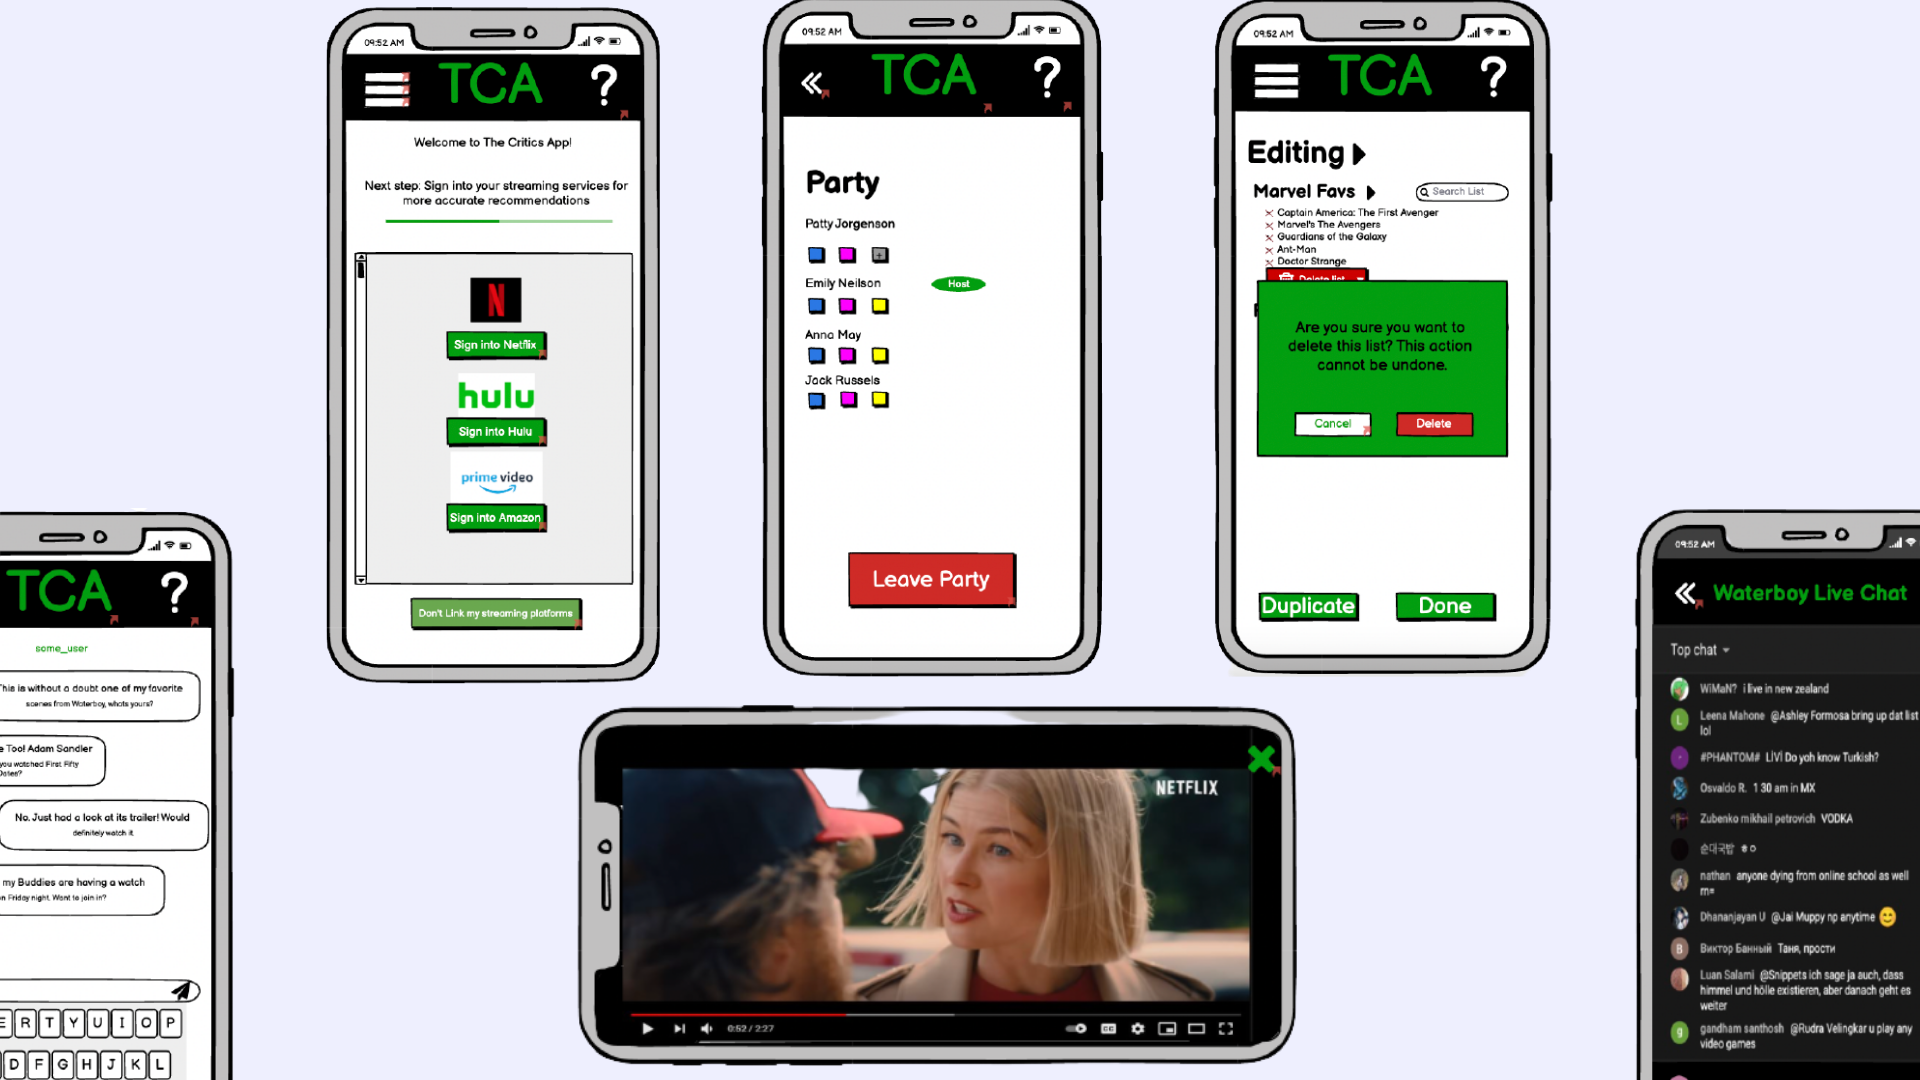 09:52 AM
TCA
?
Welcome to The Critics App!
Next step: Sign into your streaming services for
more accurate recommendations
N
Sign into Netflix
hulu
Sign into Hulu
prime video
Sign into Amazon
Don't Link my streaming platforms
09:52 AM
TCA
?
Party
Patty Jorgenson
Emily Neilson
Host
Anna May
Jack Russels
Leave Party
09:52 AM
TCA
?
Editing
Marvel Favs
Search List
Captain America: The First Avenger
Marvel's The Avengers
Guardians of the Galaxy
Ant-Man
Doctor Strange
Delete list
Are you sure you want to
delete this list? This action
cannot be undone.
Cancel
Delete
Duplicate
Done
TCA
?
some_user
This is without a doubt one of my favorite
scenes from Waterboy, whats yours?
e Too! Adam Sandler
you watched First Fifty
Dates?
No, Just had a look at its trailer! Would
definitely watch it.
my Buddies are having a watch
n Friday night. Want to join in?
E R T Y U I O P
D F G H J K L
NETFLIX
0:52 / 2:27
09:52 AM
Waterboy Live Chat
Top chat
WiMaN? i live in new zealand
Leena Mahone @Ashley Formosa bring up dat list
lol
#PHANTOM# LİVİ Do yoh know Turkish?
Osvaldo R. 1 30 am in MX
Zubenko mikhail petrovich VODKA
순대국밥 ㅎㅇ
nathan anyone dying from online school as well
rn=
Dhananjayan U @Jai Muppy np anytime 😊
В Виктор Банный Таня, прости
Luan Salami @Snippets ich sage ja auch, dass
himmel und hölle existieren, aber danach geht es
weiter
g gandham santhosh @Rudra Velingkar u play any
video games